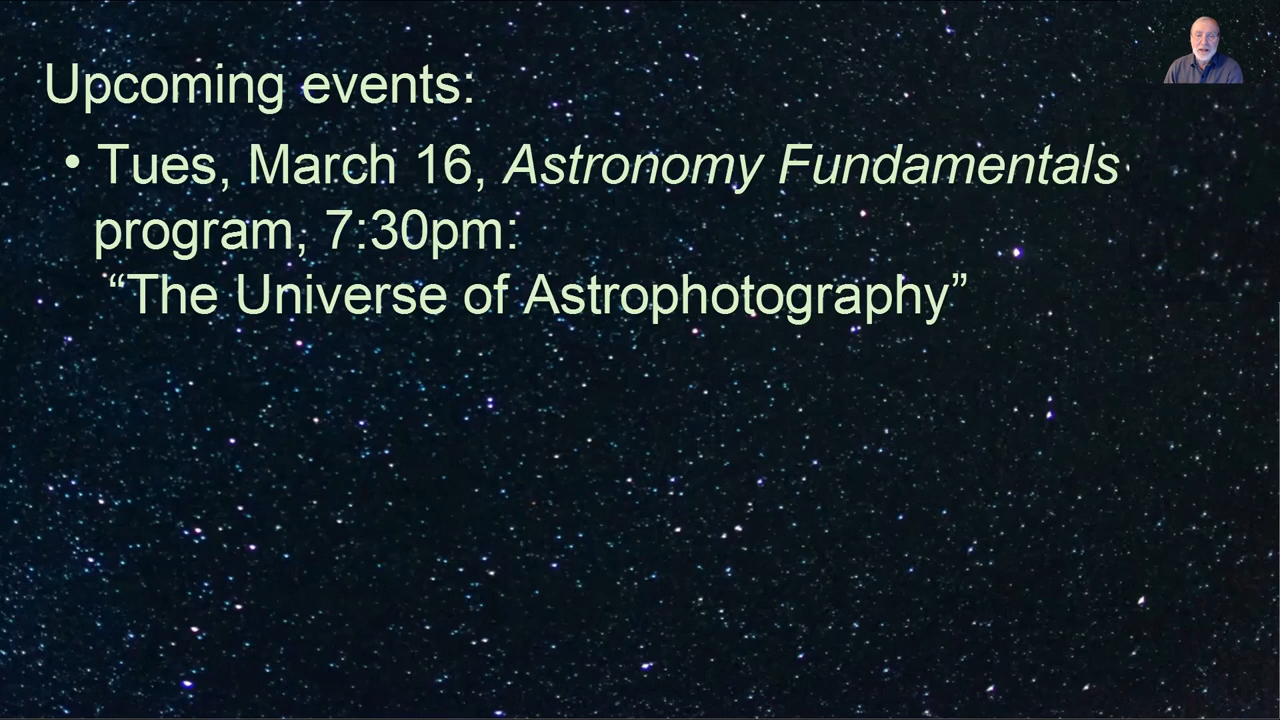 Upcoming events:
• Tues, March 16, Astronomy Fundamentals
program, 7:30pm:
“The Universe of Astrophotography”